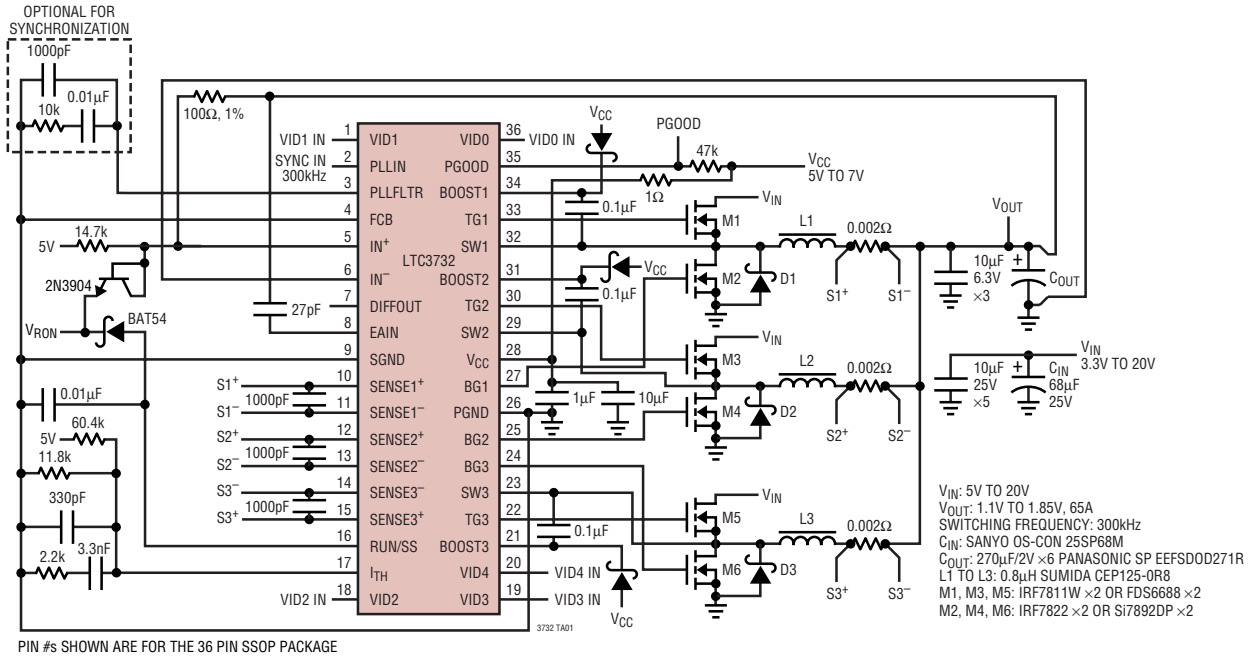 OPTIONAL FOR
SYNCHRONIZATION
1000pF
0.01µF
10k
100Ω, 1%
VID1 IN
1
VID1
VID0
36
VID0 IN
SYNC IN
300kHz
2
PLLIN
PGOOD
35
3
PLLFLTR
BOOST1
34
4
FCB
TG1
33
5V
14.7k
5
IN+
SW1
32
LTC3732
6
IN−
BOOST2
31
7
DIFFOUT
TG2
30
8
EAIN
SW2
29
9
SGND
VCC
28
S1+
10
SENSE1+
BG1
27
S1−
11
SENSE1−
PGND
26
S2+
12
SENSE2+
BG2
25
S2−
13
SENSE2−
BG3
24
S3−
14
SENSE3−
SW3
23
S3+
15
SENSE3+
TG3
22
16
RUN/SS
BOOST3
21
17
ITH
VID4
20
VID4 IN
VID2 IN
18
VID2
VID3
19
VID3 IN
2N3904
VRON
BAT54
27pF
0.01µF
5V
60.4k
11.8k
330pF
2.2k
3.3nF
1000pF
1000pF
1000pF
VCC
PGOOD
47k
VCC
5V TO 7V
1Ω
0.1µF
VCC
0.1µF
1µF
10µF
0.1µF
VCC
VIN
M1
M2
D1
L1
0.002Ω
S1+
S1−
VOUT
10µF
6.3V
×3
+
COUT
VIN
M3
M4
D2
L2
0.002Ω
S2+
S2−
10µF
25V
×5
+
CIN
68µF
25V
VIN
3.3V TO 20V
VIN
M5
M6
D3
L3
0.002Ω
S3+
S3−
VIN: 5V TO 20V
VOUT: 1.1V TO 1.85V, 65A
SWITCHING FREQUENCY: 300kHz
CIN: SANYO OS-CON 25SP68M
COUT: 270µF/2V ×6 PANASONIC SP EEFSDOD271R
L1 TO L3: 0.8µH SUMIDA CEP125-0R8
M1, M3, M5: IRF7811W ×2 OR FDS6688 ×2
M2, M4, M6: IRF7822 ×2 OR Si7892DP ×2
3732 TA01
PIN #s SHOWN ARE FOR THE 36 PIN SSOP PACKAGE